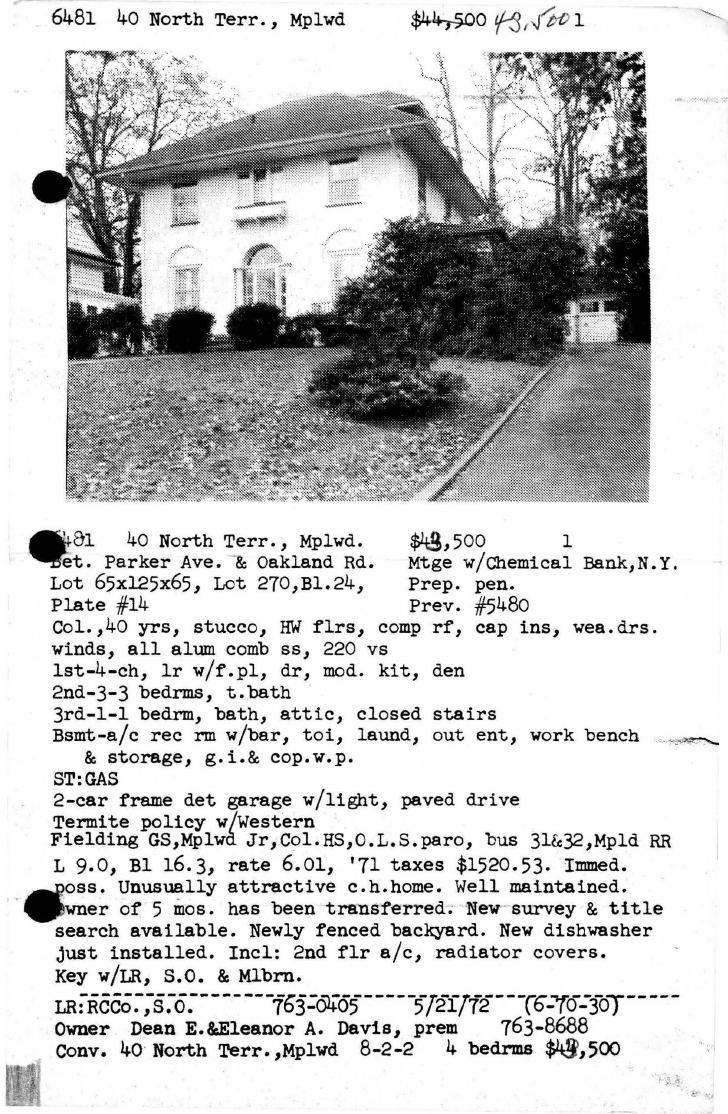 6481 40 North Terr., Mplwd $44,500 43,500 1
6481 40 North Terr., Mplwd. $43,500 1
Bet. Parker Ave. & Oakland Rd. Mtge w/Chemical Bank,N.Y.
Lot 65x125x65, Lot 270,Bl.24, Prep. pen.
Plate #14 Prev. #5480
Col.,40 yrs, stucco, HW flrs, comp rf, cap ins, wea.drs.
winds, all alum comb ss, 220 vs
1st-4-ch, lr w/f.pl, dr, mod. kit, den
2nd-3-3 bedrms, t.bath
3rd-1-1 bedrm, bath, attic, closed stairs
Bsmt-a/c rec rm w/bar, toi, laund, out ent, work bench
& storage, g.i.& cop.w.p.
ST:GAS
2-car frame det garage w/light, paved drive
Termite policy w/Western
Fielding GS,Mplwd Jr,Col.HS,O.L.S.paro, bus 31&32,Mpld RR
L 9.0, Bl 16.3, rate 6.01, '71 taxes $1520.53. Immed.
poss. Unusually attractive c.h.home. Well maintained.
Owner of 5 mos. has been transferred. New survey & title
search available. Newly fenced backyard. New dishwasher
just installed. Incl: 2nd flr a/c, radiator covers.
Key w/LR, S.O. & Mlbrn.
LR:RCCo.,S.O. 763-0405 5/21/72 (6-70-30)
Owner Dean E.&Eleanor A. Davis, prem 763-8688
Conv. 40 North Terr.,Mplwd 8-2-2 4 bedrms $43,500